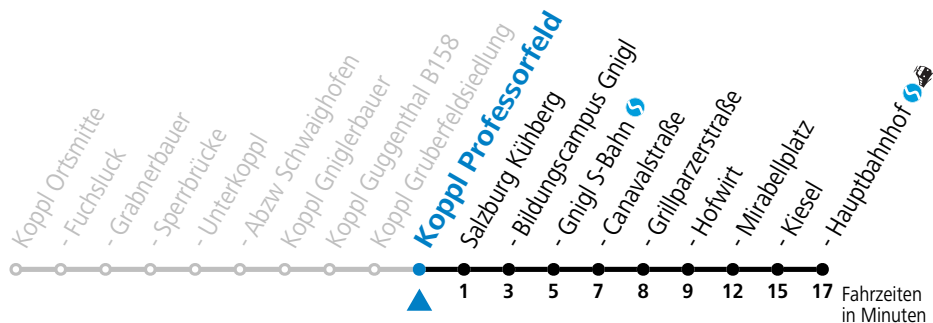 Koppl Ortsmitte
- Fuchsluck
- Grabnerbauer
- Sperrbrücke
- Unterkoppl
- Abzw Schwaighofen
Koppl Gniglerbauer
Koppl Guggenthal B158
Koppl Gruberfeldsiedlung
Koppl Professorfeld
Salzburg Kühberg
- Bildungscampus Gnigl
- Gnigl S-Bahn
- Canavalstraße
- Grillparzerstraße
- Hofwirt
- Mirabellplatz
- Kiesel
- Hauptbahnhof
1 3 5 7 8 9 12 15 17 Fahrzeiten
in Minuten